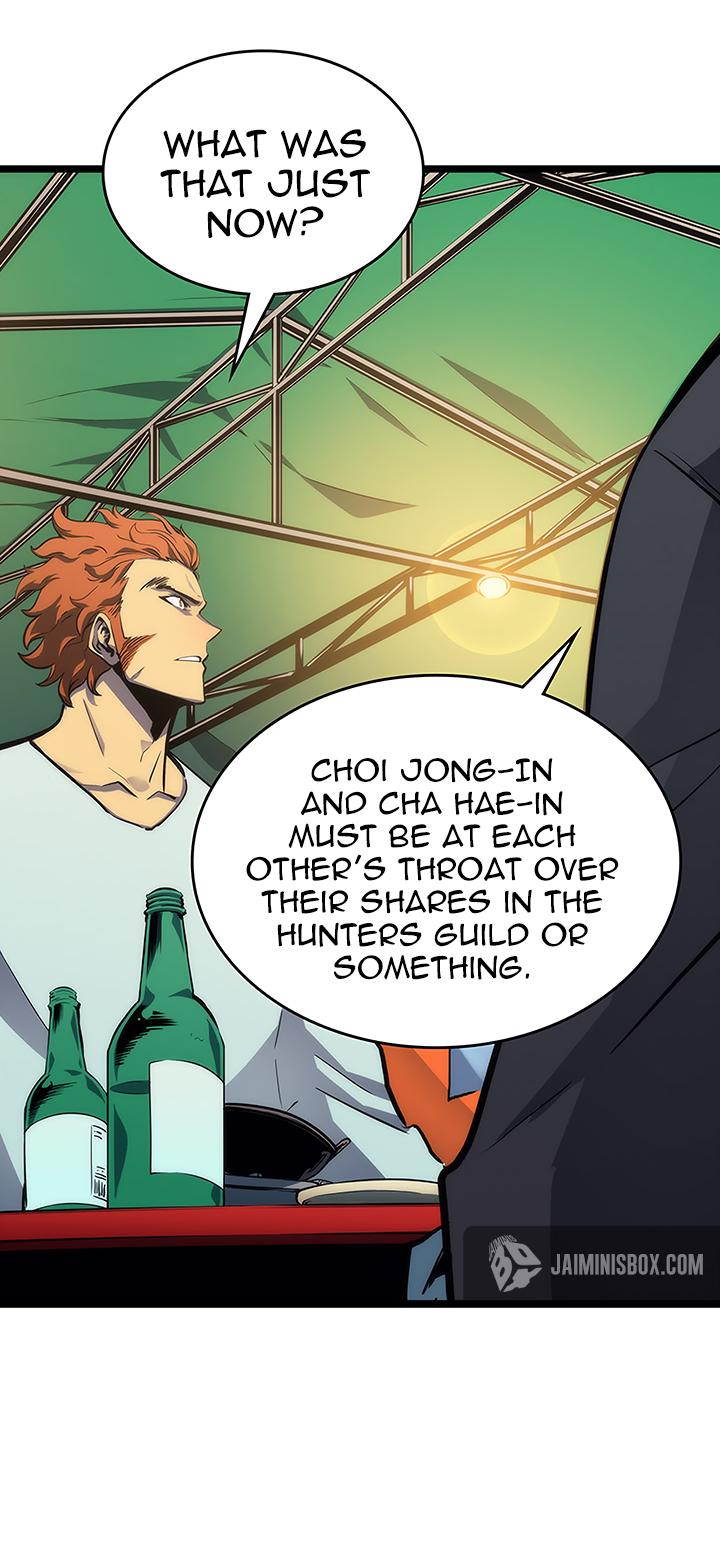 WHAT WAS
THAT JUST
NOW?
CHOI JONG-IN
AND CHA HAE-IN
MUST BE AT EACH
OTHER'S THROAT OVER
THEIR SHARES IN THE
HUNTERS GUILD OR
SOMETHING.
JAIMINISBOX.COM